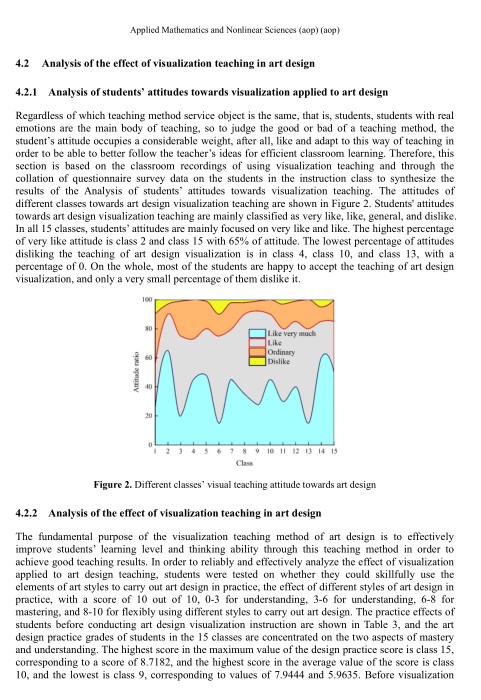 Applied Mathematics and Nonlinear Sciences (aop) (aop)
4.2 Analysis of the effect of visualization teaching in art design
4.2.1 Analysis of students' attitudes towards visualization applied to art design
Regardless of which teaching method service object is the same, that is, students, students with real
emotions are the main body of teaching, so to judge the good or bad of a teaching method, the
student's attitude occupies a considerable weight, after all, like and adapt to this way of teaching in
order to be able to better follow the teacher's ideas for efficient classroom learning. Therefore, this
section is based on the classroom recordings of using visualization teaching and through the
collation of questionnaire survey data on the students in the instruction class to synthesize the
results of the Analysis of students' attitudes towards visualization teaching. The attitudes of
different classes towards art design visualization teaching are shown in Figure 2. Students' attitudes
towards art design visualization teaching are mainly classified as very like, like, general, and dislike.
In all 15 classes, students' attitudes are mainly focused on very like and like. The highest percentage
of very like attitude is class 2 and class 15 with 65% of attitude. The lowest percentage of attitudes
disliking the teaching of art design visualization is in class 4, class 10, and class 13, with a
percentage of 0. On the whole, most of the students are happy to accept the teaching of art design
visualization, and only a very small percentage of them dislike it.
100
80
60
40
20
0
Attitude ratio
Like very much
Like
Ordinary
Dislike
1 2 3 4 5 6 7 8 9 10 11 12 13 14 15
Class
Figure 2. Different classes' visual teaching attitude towards art design
4.2.2 Analysis of the effect of visualization teaching in art design
The fundamental purpose of the visualization teaching method of art design is to effectively
improve students' learning level and thinking ability through this teaching method in order to
achieve good teaching results. In order to reliably and effectively analyze the effect of visualization
applied to art design teaching, students were tested on whether they could skillfully use the
elements of art styles to carry out art design in practice, the effect of different styles of art design in
practice, with a score of 10 out of 10, 0-3 for understanding, 3-6 for understanding, 6-8 for
mastering, and 8-10 for flexibly using different styles to carry out art design. The practice effects of
students before conducting art design visualization instruction are shown in Table 3, and the art
design practice grades of students in the 15 classes are concentrated on the two aspects of mastery
and understanding. The highest score in the maximum value of the design practice score is class 15,
corresponding to a score of 8.7182, and the highest score in the average value of the score is class
10, and the lowest is class 9, corresponding to values of 7.9444 and 5.9635. Before visualization